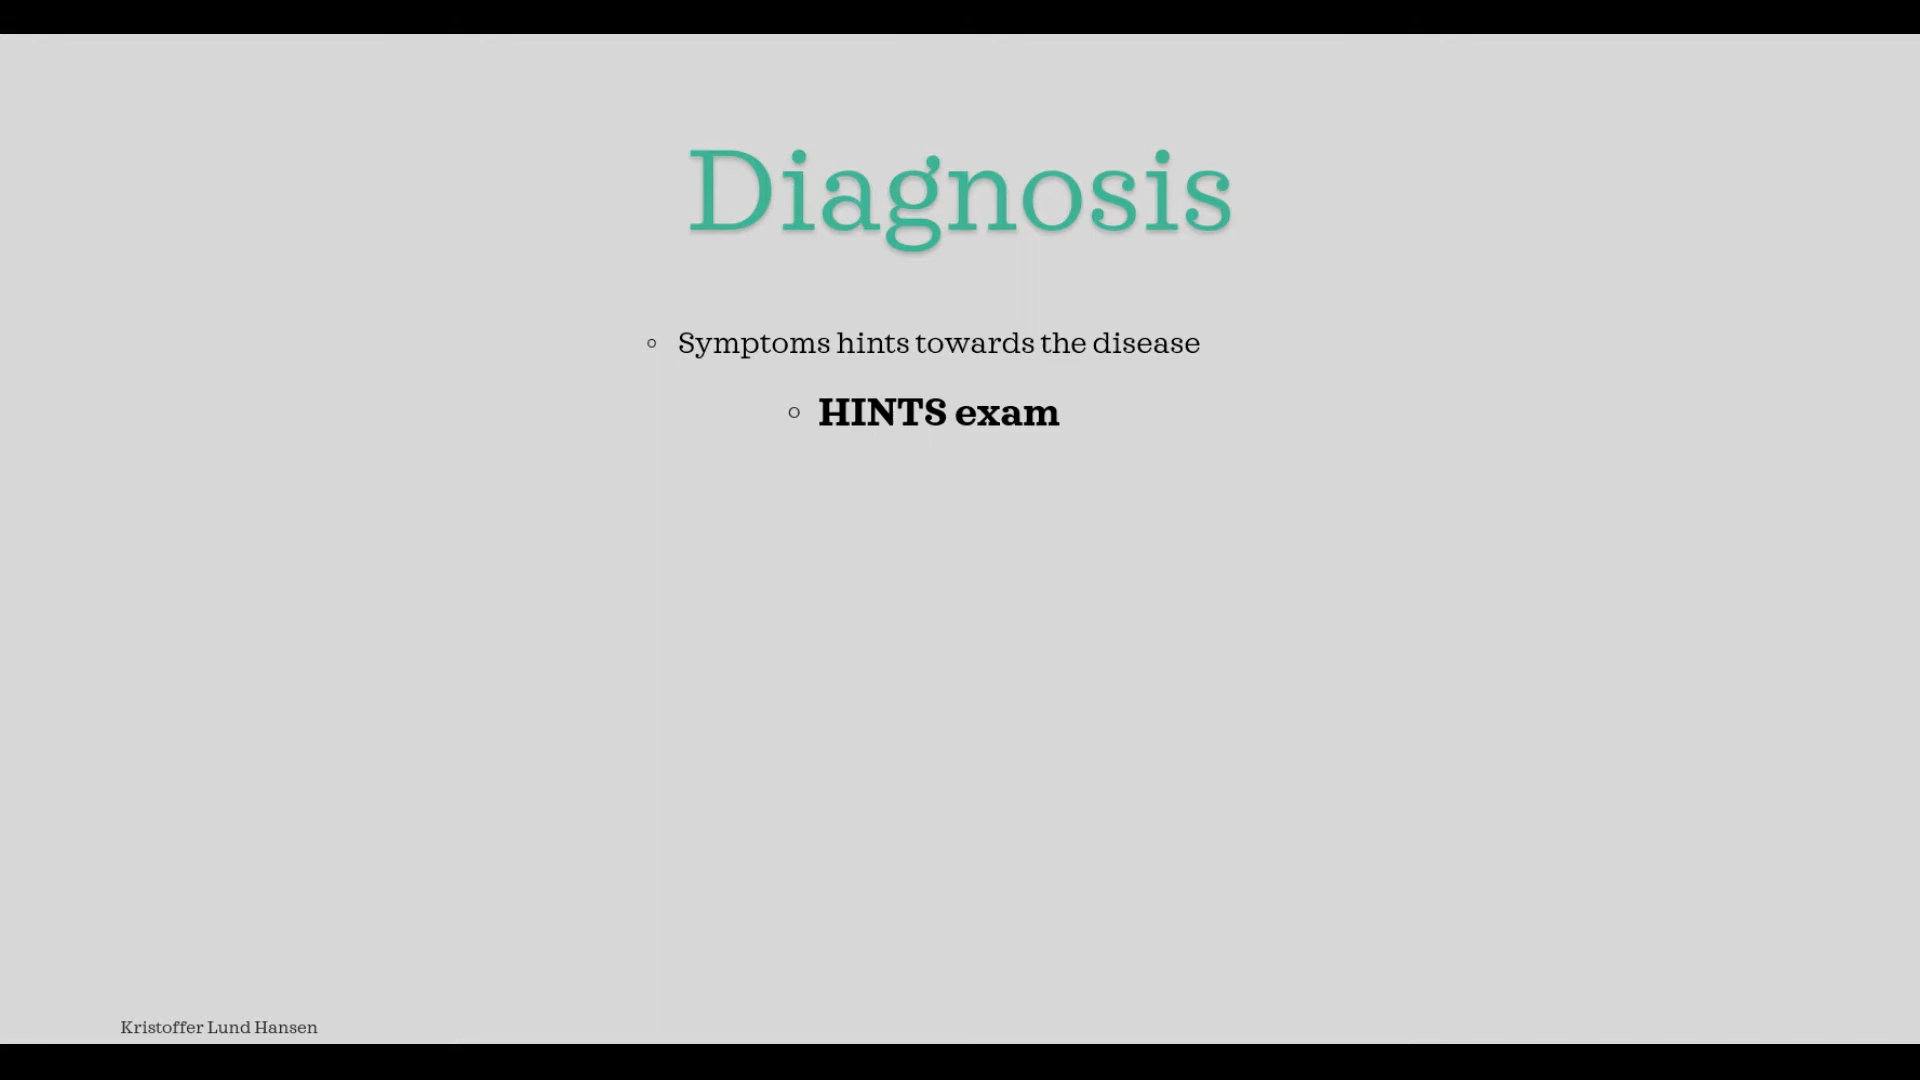 Diagnosis
Symptoms hints towards the disease
HINTS exam
Kristoffer Lund Hansen